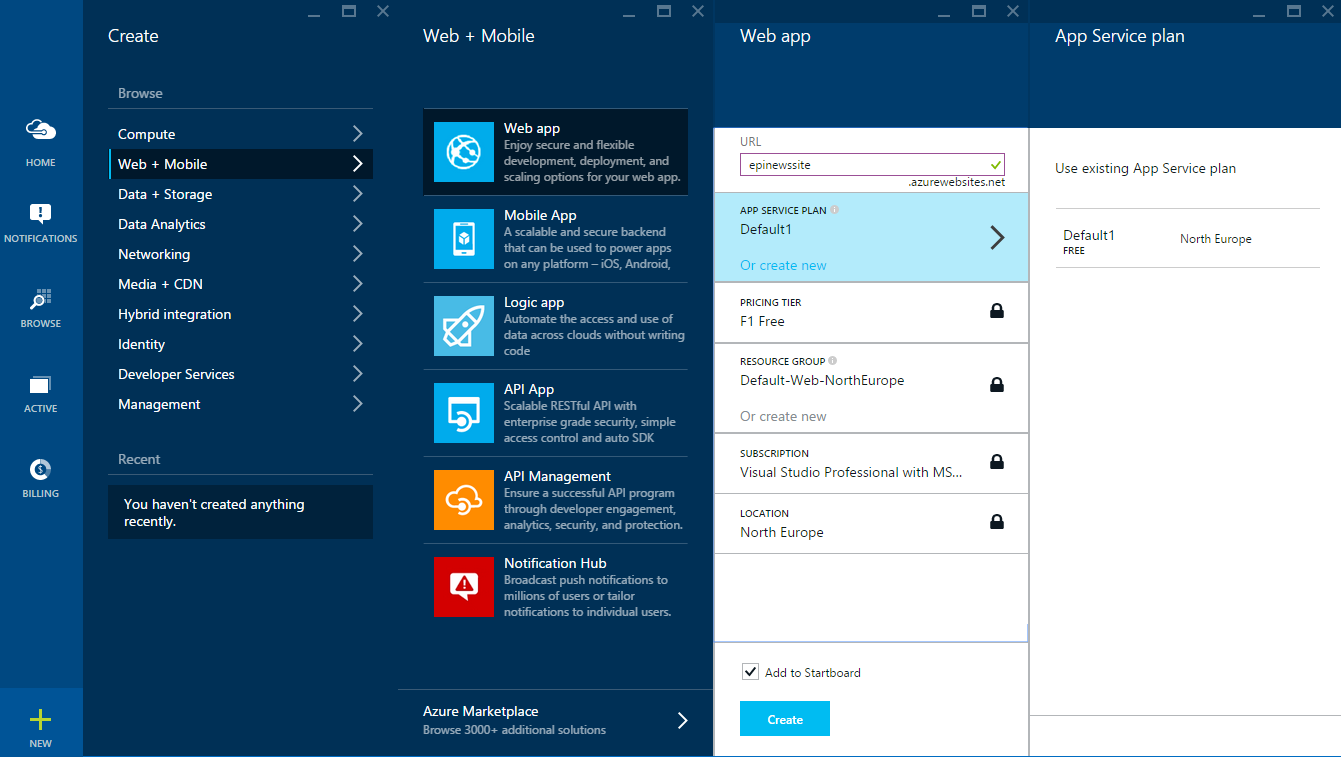 HOME
NOTIFICATIONS
BROWSE
ACTIVE
BILLING
NEW
Create
Browse
Compute
Web + Mobile
Data + Storage
Data Analytics
Networking
Media + CDN
Hybrid integration
Identity
Developer Services
Management
Recent
You haven't created anything
recently.
Web + Mobile
Web app
Enjoy secure and flexible
development, deployment, and
scaling options for your web app.
Mobile App
A scalable and secure backend
that can be used to power apps
on any platform – iOS, Android,
Logic app
Automate the access and use of
data across clouds without writing
code
API App
Scalable RESTful API with
enterprise grade security, simple
access control and auto SDK
API Management
Ensure a successful API program
through developer engagement,
analytics, security, and protection.
Notification Hub
Broadcast push notifications to
millions of users or tailor
notifications to individual users.
Azure Marketplace
Browse 3000+ additional solutions
Web app
URL
epinewssite
.azurewebsites.net
APP SERVICE PLAN
Default1
Or create new
PRICING TIER
F1 Free
RESOURCE GROUP
Default-Web-NorthEurope
Or create new
SUBSCRIPTION
Visual Studio Professional with MS...
LOCATION
North Europe
Add to Startboard
Create
App Service plan
Use existing App Service plan
Default1
FREE
North Europe